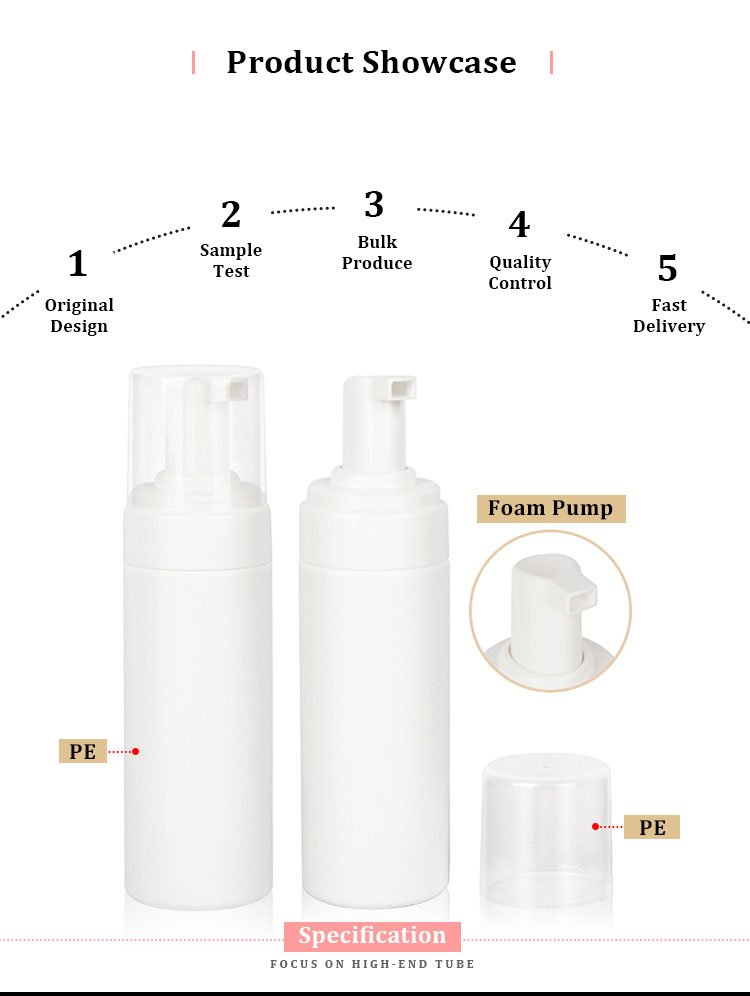 Product Showcase
1
Original
Design
2
Sample
Test
3
Bulk
Produce
4
Quality
Control
5
Fast
Delivery
Foam Pump
PE
PE
Specification
FOCUS ON HIGH-END TUBE